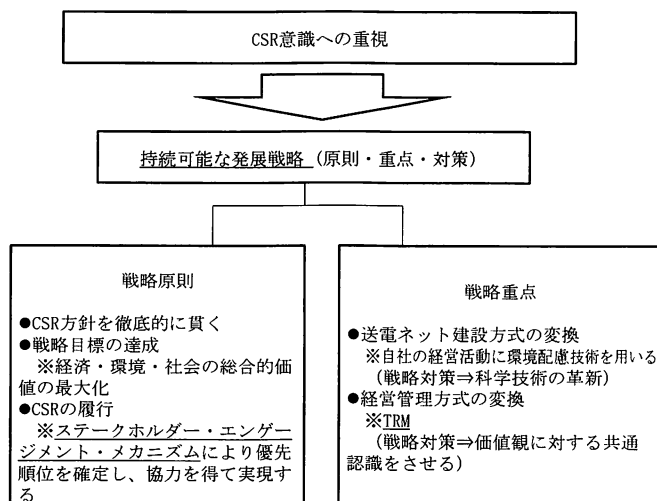 CSR意識への重視
持続可能な発展戦略（原則・重点・対策）
戦略原則
●CSR方針を徹底的に貫く
●戦略目標の達成
※経済・環境・社会の総合的価
値の最大化
●CSRの履行
※ステークホルダー・エンゲー
ジメント・メカニズムにより優先
順位を確定し、協力を得て実現す
る
戦略重点
●送電ネット建設方式の変換
※自社の経営活動に環境配慮技術を用いる
(戦略対策⇒科学技術の革新)
●経営管理方式の変換
※TRM
(戦略対策⇒価値観に対する共通
認識をさせる)